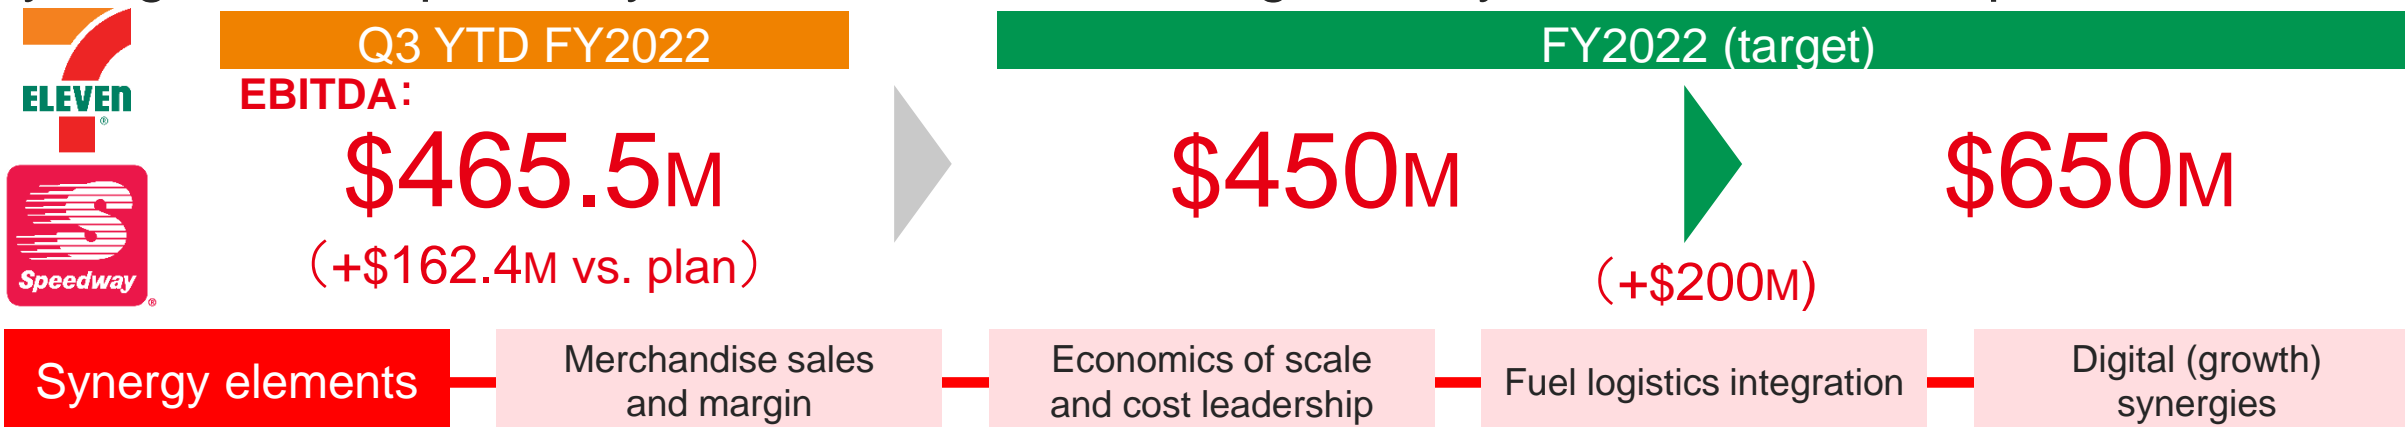 7
ELEVEN
®
Speedway
®
Q3 YTD FY2022
FY2022 (target)
EBITDA：
$465.5M
（+$162.4M vs. plan）
$450M
（+$200M)
$650M
Synergy elements
Merchandise sales
and margin
Economics of scale
and cost leadership
Fuel logistics integration
Digital (growth)
synergies